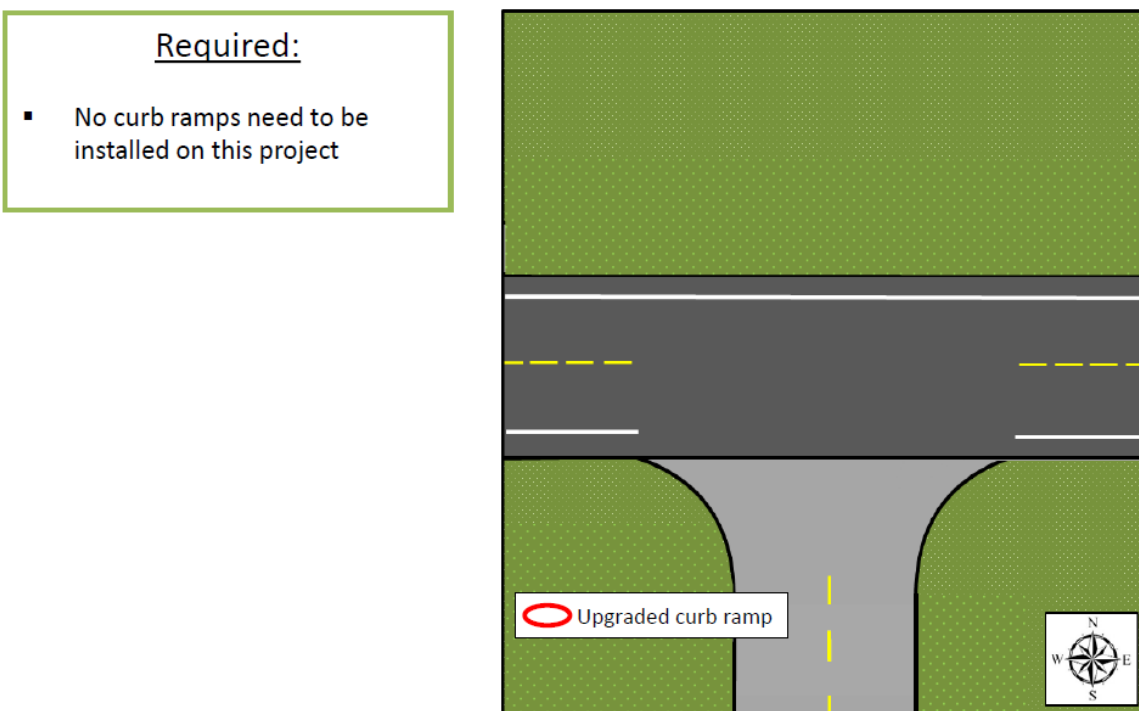 Required:
▪ No curb ramps need to be
installed on this project
Upgraded curb ramp
N
W E
S